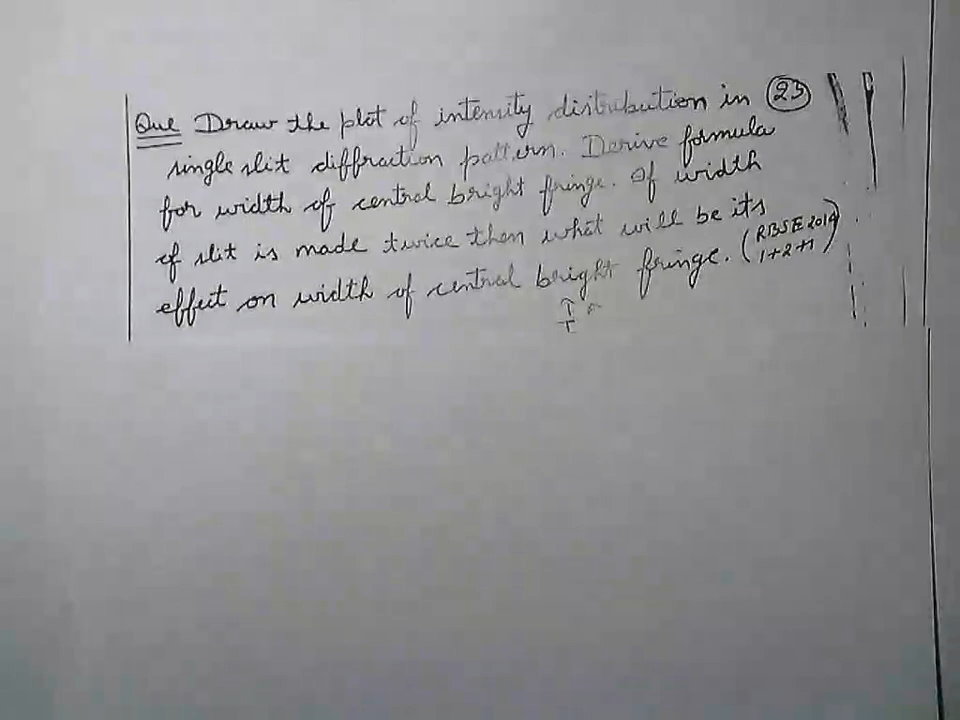 Que Draw the plot of intensity distribution in 23
single slit diffraction pattern. Derive formula
for width of central bright fringe. If width
of slit is made twice then what will be its
effect on width of central bright fringe. (RBSE 2019
1+2+1)